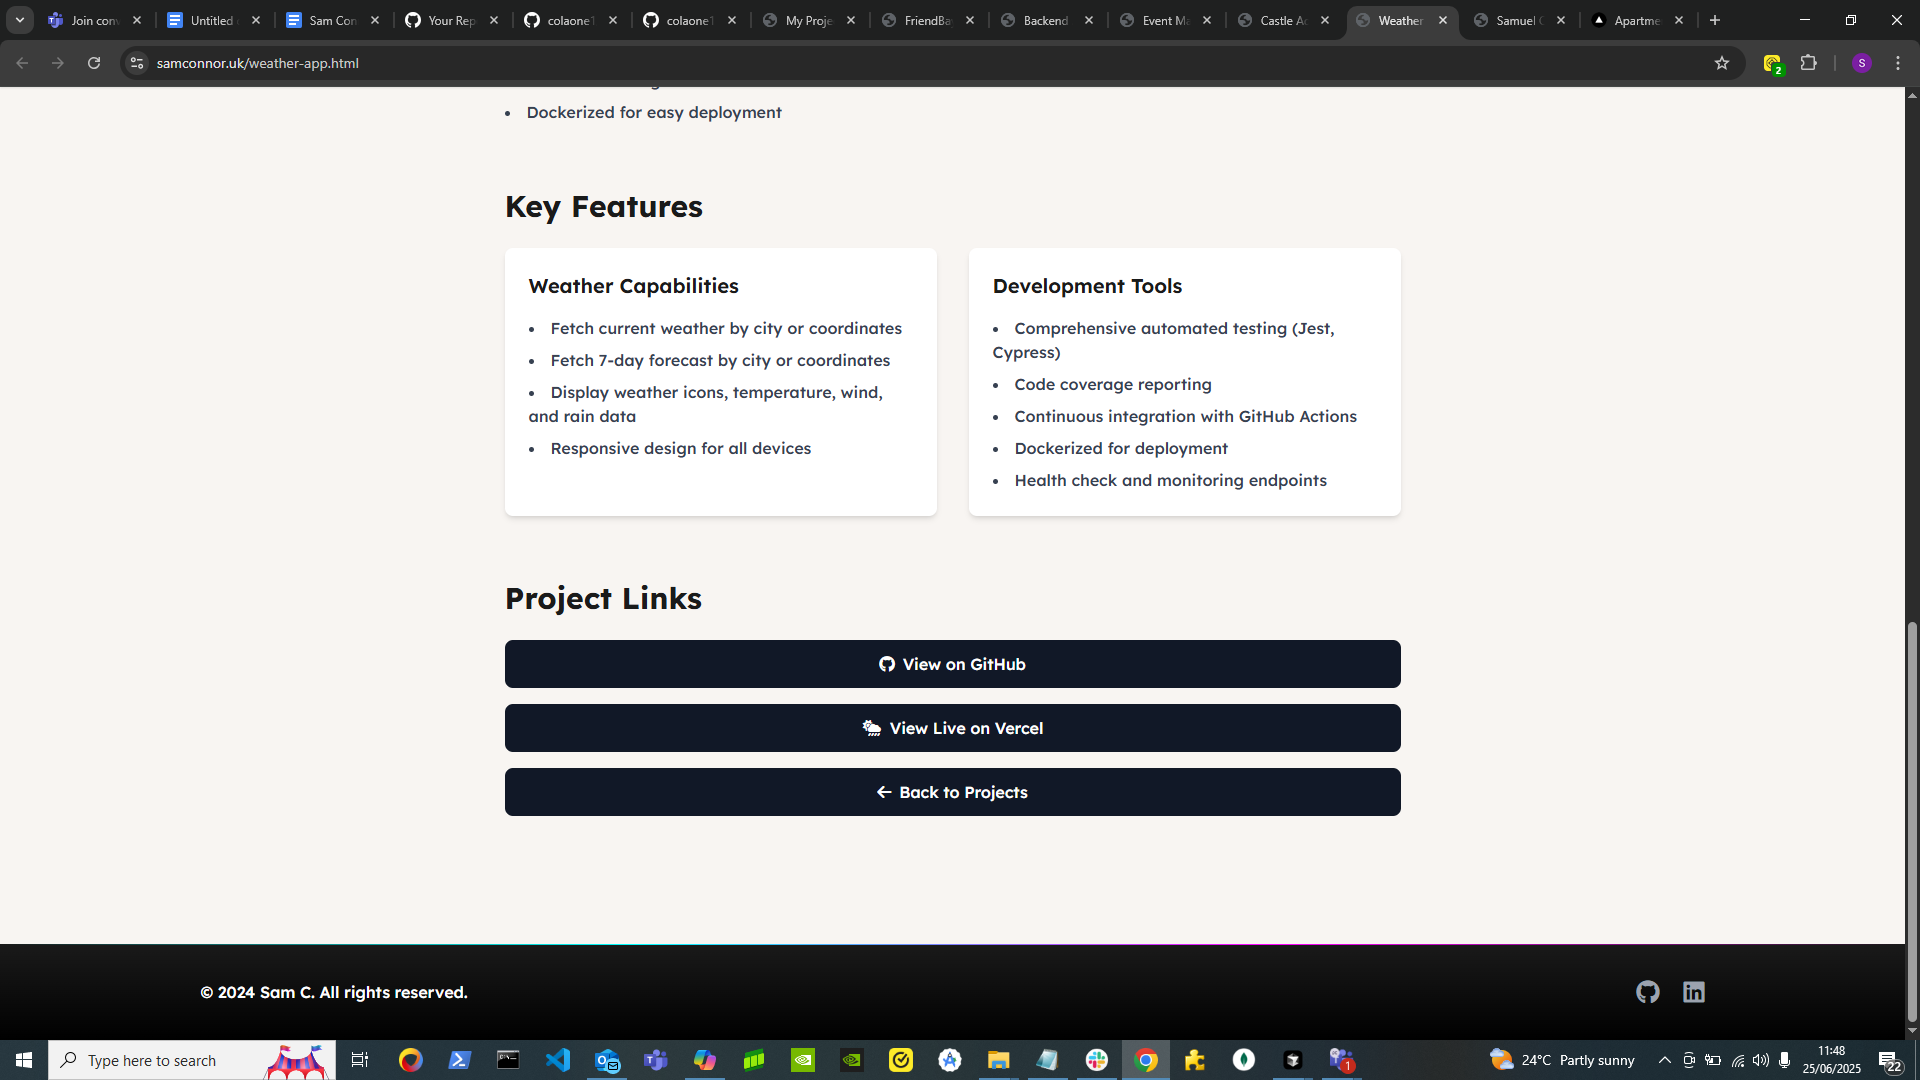 Join con
Untitled
Sam Con
Your Rep
colaone1
colaone1
My Proje
FriendBa
Backend
Event Ma
Castle Ac
Weather
Samuel C
Apartme
samconnor.uk/weather-app.html
2
S
• Dockerized for easy deployment
Key Features
Weather Capabilities
• Fetch current weather by city or coordinates
• Fetch 7-day forecast by city or coordinates
• Display weather icons, temperature, wind,
and rain data
• Responsive design for all devices
Development Tools
• Comprehensive automated testing (Jest,
Cypress)
• Code coverage reporting
• Continuous integration with GitHub Actions
• Dockerized for deployment
• Health check and monitoring endpoints
Project Links
View on GitHub
View Live on Vercel
← Back to Projects
© 2024 Sam C. All rights reserved.
Type here to search
24°C Partly sunny
11:48
25/06/2025
22
1